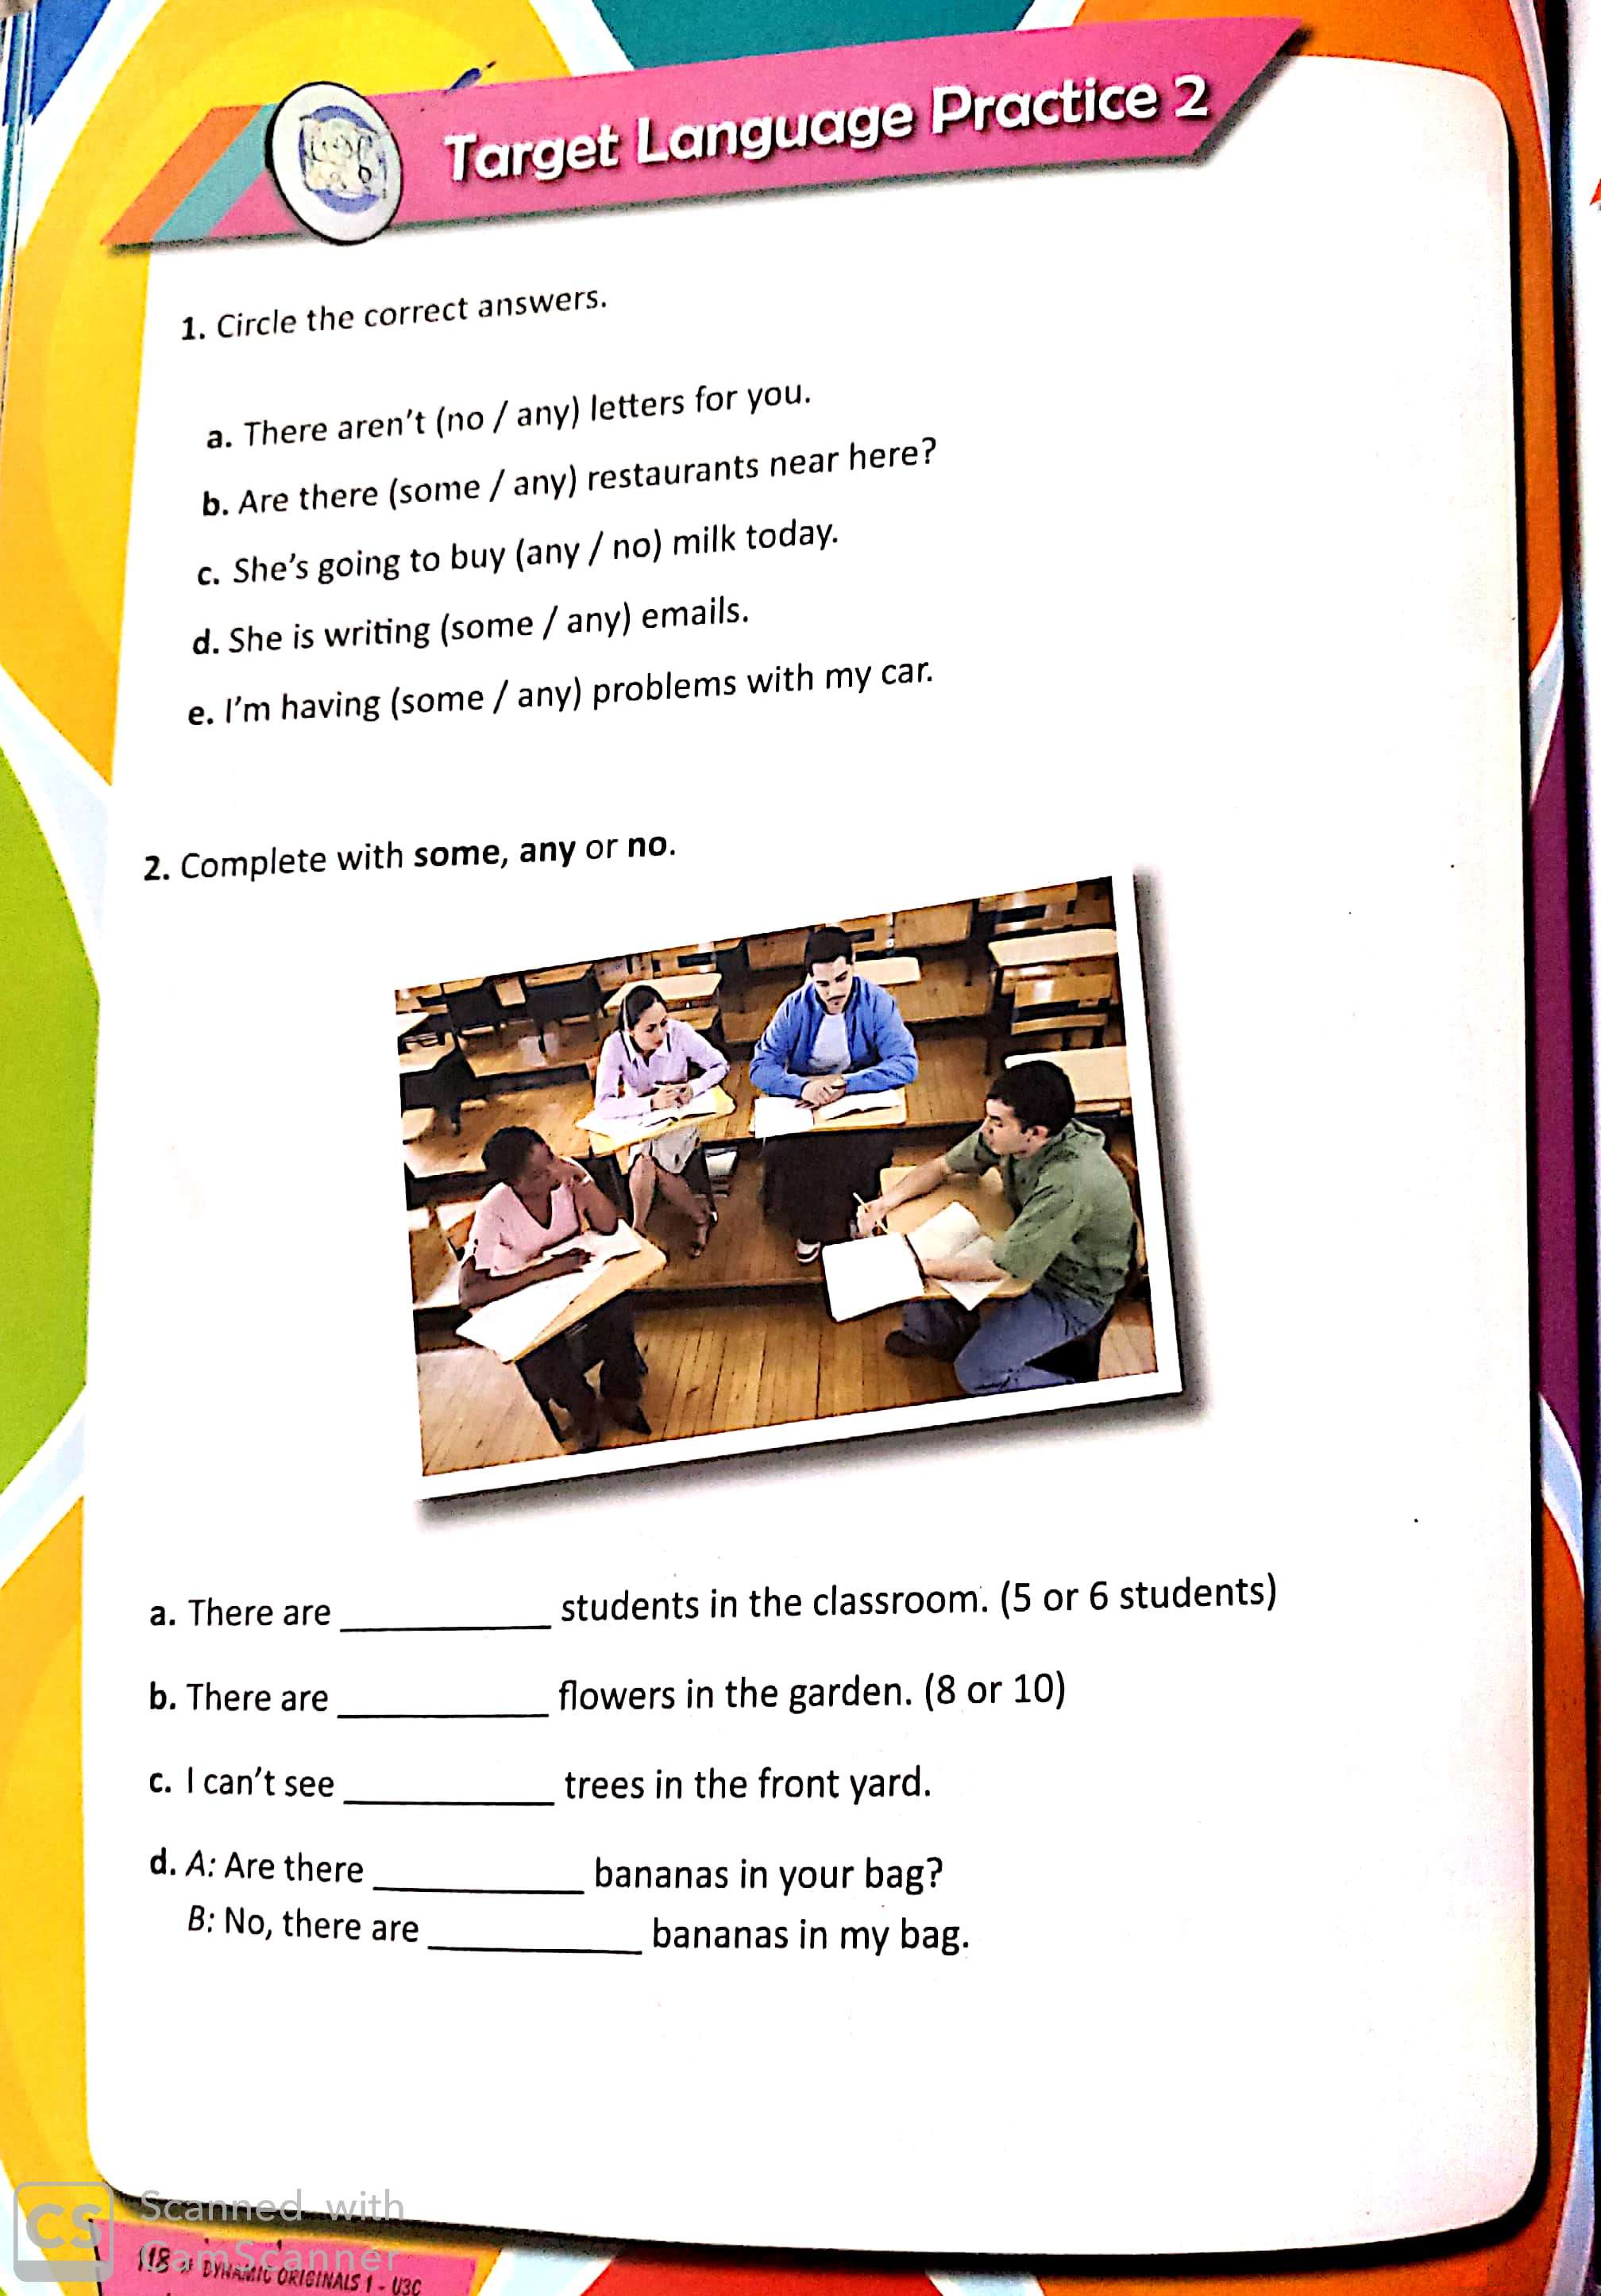 Target Language Practice 2
1. Circle the correct answers.
a. There aren't (no / any) letters for you.
b. Are there (some / any) restaurants near here?
c. She's going to buy (any / no) milk today.
d. She is writing (some / any) emails.
e. I'm having (some / any) problems with my car.
2. Complete with some, any or no.
a. There are __________ students in the classroom. (5 or 6 students)
b. There are __________ flowers in the garden. (8 or 10)
c. I can't see __________ trees in the front yard.
d. A: Are there __________ bananas in your bag?
B: No, there are __________ bananas in my bag.
CS Scanned with
CamScanner
DYNAMIC ORIGINALS 1 - U3C